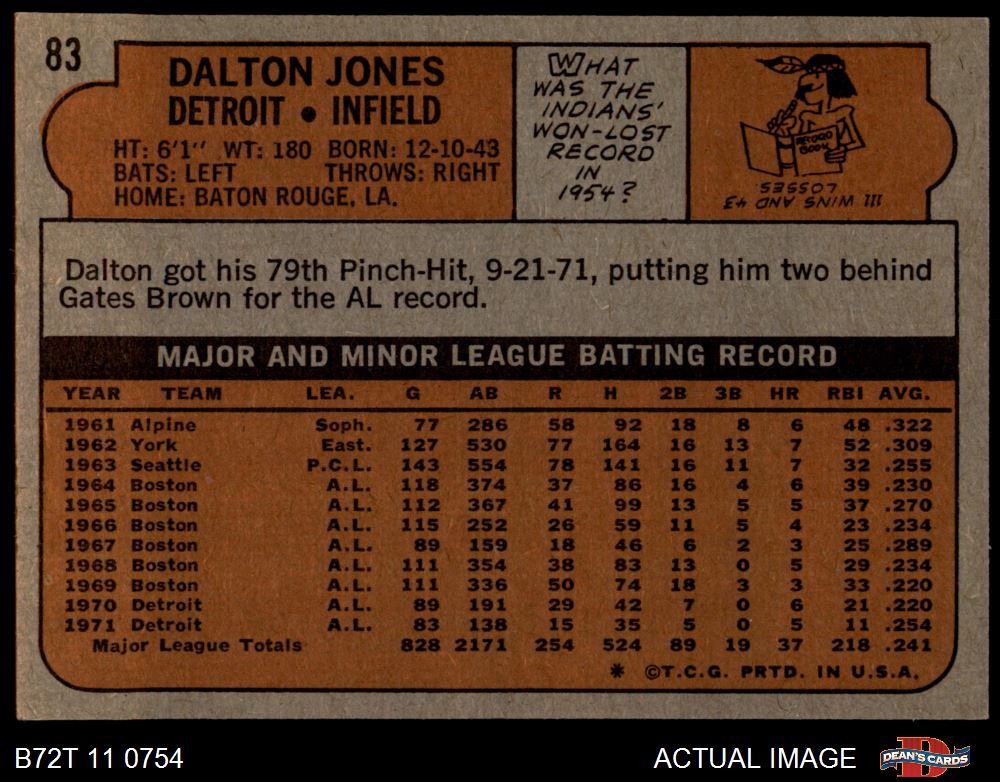 83
DALTON JONES
DETROIT • INFIELD
HT: 6'1" WT: 180 BORN: 12-10-43
BATS: LEFT THROWS: RIGHT
HOME: BATON ROUGE, LA.
WHAT
WAS THE
INDIANS'
WON-LOST
RECORD
IN
1954?
RECORD
BOOK
111 WINS AND 43
LOSSES.
Dalton got his 79th Pinch-Hit, 9-21-71, putting him two behind
Gates Brown for the AL record.
MAJOR AND MINOR LEAGUE BATTING RECORD
YEAR TEAM LEA. G AB R H 2B 3B HR RBI AVG.
1961 Alpine Soph. 77 286 58 92 18 8 6 48 .322
1962 York East. 127 530 77 164 16 13 7 52 .309
1963 Seattle P.C.L. 143 554 78 141 16 11 7 32 .255
1964 Boston A.L. 118 374 37 86 16 4 6 39 .230
1965 Boston A.L. 112 367 41 99 13 5 5 37 .270
1966 Boston A.L. 115 252 26 59 11 5 4 23 .234
1967 Boston A.L. 89 159 18 46 6 2 3 25 .289
1968 Boston A.L. 111 354 38 83 13 0 5 29 .234
1969 Boston A.L. 111 336 50 74 18 3 3 33 .220
1970 Detroit A.L. 89 191 29 42 7 0 6 21 .220
1971 Detroit A.L. 83 138 15 35 5 0 5 11 .254
Major League Totals 828 2171 254 524 89 19 37 218 .241
* ©T.C.G. PRTD. IN U.S.A.
B72T 11 0754
ACTUAL IMAGE
DEAN'S CARDS